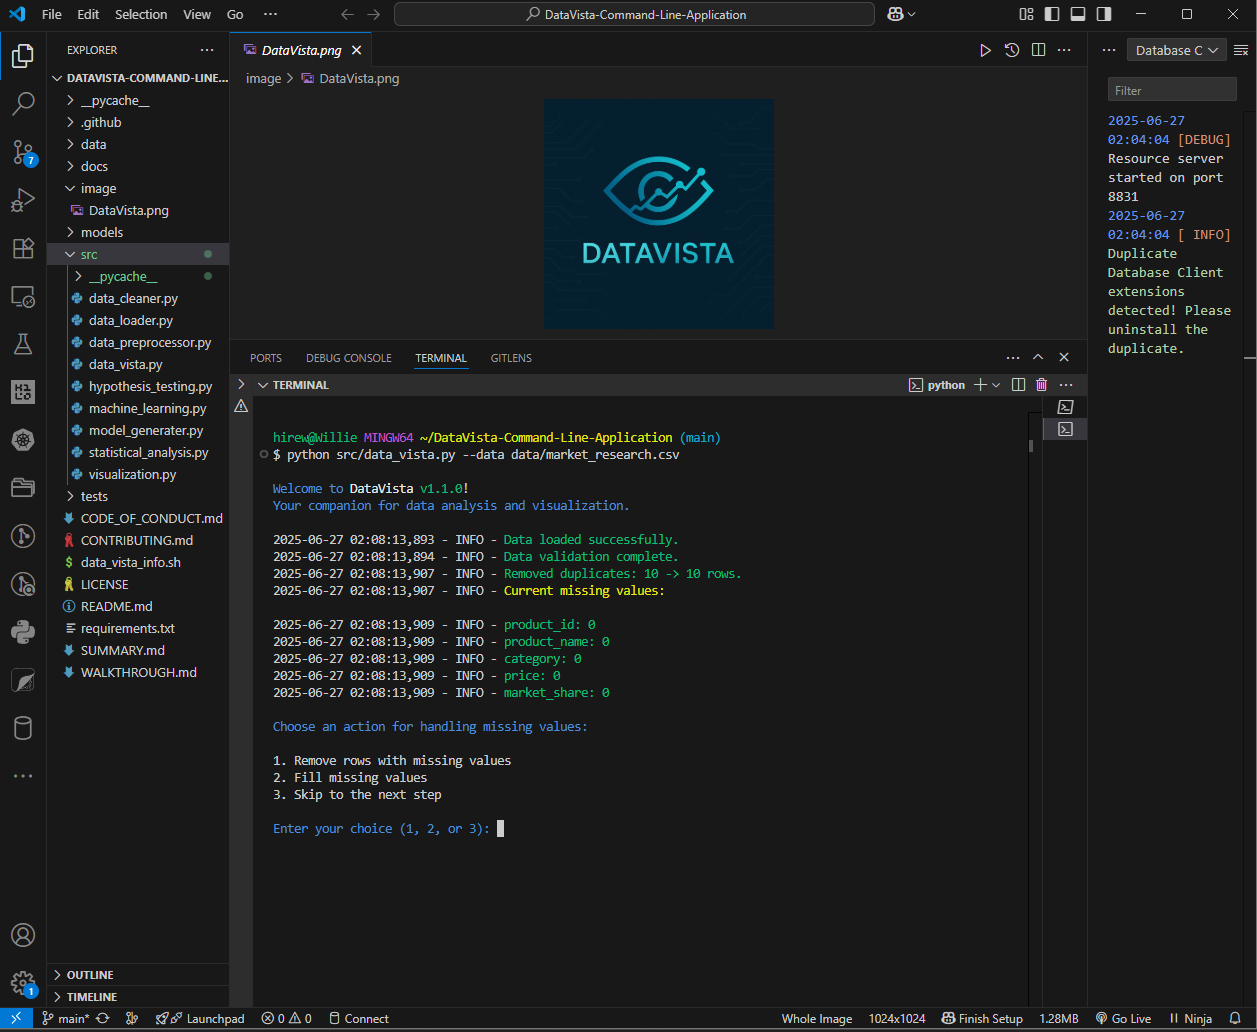 File Edit Selection View Go ···
DataVista-Command-Line-Application
EXPLORER
DATAVISTA-COMMAND-LINE...
__pycache__
.github
data
docs
image
DataVista.png
models
src
__pycache__
data_cleaner.py
data_loader.py
data_preprocessor.py
data_vista.py
hypothesis_testing.py
machine_learning.py
model_generater.py
statistical_analysis.py
visualization.py
tests
CODE_OF_CONDUCT.md
CONTRIBUTING.md
data_vista_info.sh
LICENSE
README.md
requirements.txt
SUMMARY.md
WALKTHROUGH.md
OUTLINE
TIMELINE
7
1
DataVista.png
image > DataVista.png
DATAVISTA
PORTS DEBUG CONSOLE TERMINAL GITLENS
TERMINAL
python
hirew@Willie MINGW64 ~/DataVista-Command-Line-Application (main)
$ python src/data_vista.py --data data/market_research.csv
Welcome to DataVista v1.1.0!
Your companion for data analysis and visualization.
2025-06-27 02:08:13,893 - INFO - Data loaded successfully.
2025-06-27 02:08:13,894 - INFO - Data validation complete.
2025-06-27 02:08:13,907 - INFO - Removed duplicates: 10 -> 10 rows.
2025-06-27 02:08:13,907 - INFO - Current missing values:
2025-06-27 02:08:13,909 - INFO - product_id: 0
2025-06-27 02:08:13,909 - INFO - product_name: 0
2025-06-27 02:08:13,909 - INFO - category: 0
2025-06-27 02:08:13,909 - INFO - price: 0
2025-06-27 02:08:13,909 - INFO - market_share: 0
Choose an action for handling missing values:
1. Remove rows with missing values
2. Fill missing values
3. Skip to the next step
Enter your choice (1, 2, or 3):
Database C
Filter
2025-06-27
02:04:04 [DEBUG]
Resource server
started on port
8831
2025-06-27
02:04:04 [ INFO]
Duplicate
Database Client
extensions
detected! Please
uninstall the
duplicate.
main* Launchpad 0 0 Connect Whole Image 1024x1024 Finish Setup 1.28MB Go Live Ninja